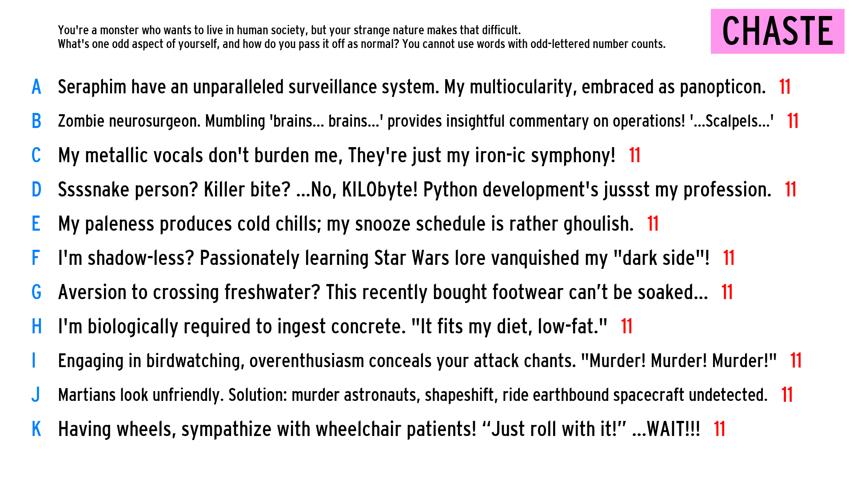 You're a monster who wants to live in human society, but your strange nature makes that difficult.
What's one odd aspect of yourself, and how do you pass it off as normal? You cannot use words with odd-lettered number counts.
CHASTE
A Seraphim have an unparalleled surveillance system. My multiocularity, embraced as panopticon. 11
B Zombie neurosurgeon. Mumbling 'brains... brains...' provides insightful commentary on operations! '...Scalpels...' 11
C My metallic vocals don't burden me, They're just my iron-ic symphony! 11
D Ssssnake person? Killer bite? ...No, KILObyte! Python development's jussst my profession. 11
E My paleness produces cold chills; my snooze schedule is rather ghoulish. 11
F I'm shadow-less? Passionately learning Star Wars lore vanquished my "dark side"! 11
G Aversion to crossing freshwater? This recently bought footwear can’t be soaked... 11
H I'm biologically required to ingest concrete. "It fits my diet, low-fat." 11
I Engaging in birdwatching, overenthusiasm conceals your attack chants. "Murder! Murder! Murder!" 11
J Martians look unfriendly. Solution: murder astronauts, shapeshift, ride earthbound spacecraft undetected. 11
K Having wheels, sympathize with wheelchair patients! “Just roll with it!” ...WAIT!!! 11